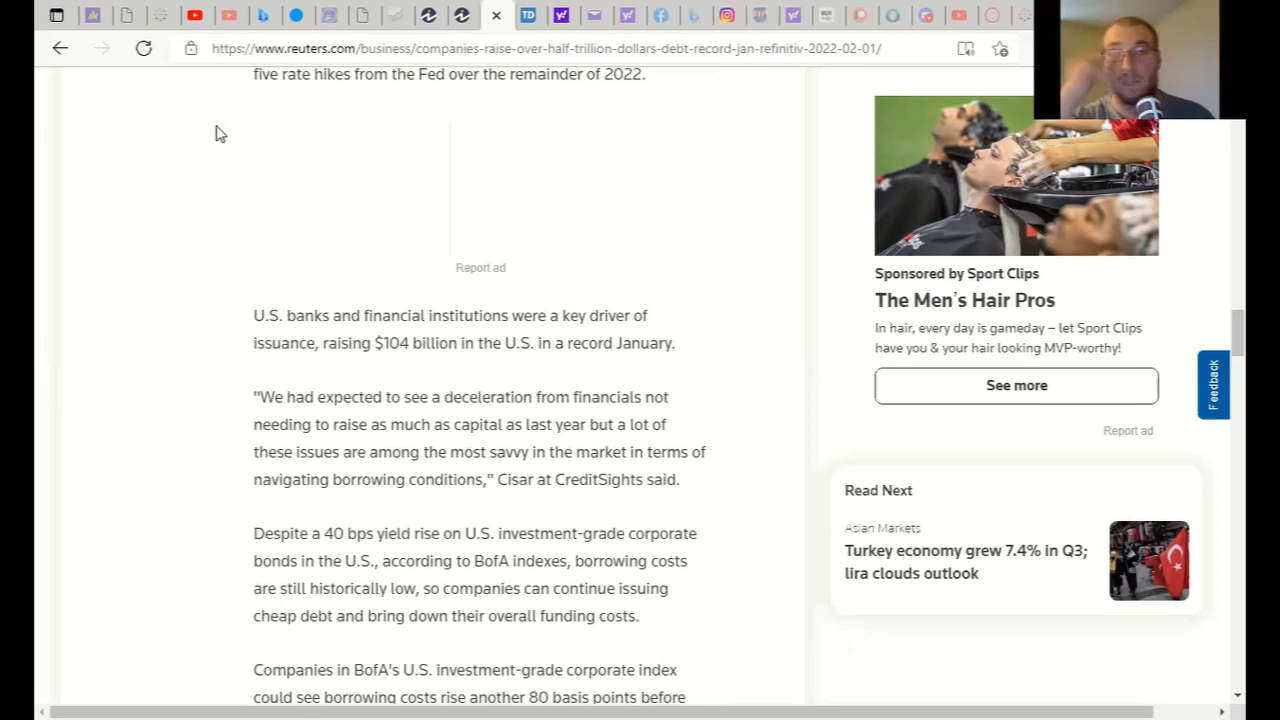 TD
https://www.reuters.com/business/companies-raise-over-half-trillion-dollars-debt-record-jan-refinitiv-2022-02-01/
five rate hikes from the Fed over the remainder of 2022.
Report ad
U.S. banks and financial institutions were a key driver of
issuance, raising $104 billion in the U.S. in a record January.
"We had expected to see a deceleration from financials not
needing to raise as much as capital as last year but a lot of
these issues are among the most savvy in the market in terms of
navigating borrowing conditions," Cisar at CreditSights said.
Despite a 40 bps yield rise on U.S. investment-grade corporate
bonds in the U.S., according to BofA indexes, borrowing costs
are still historically low, so companies can continue issuing
cheap debt and bring down their overall funding costs.
Companies in BofA's U.S. investment-grade corporate index
could see borrowing costs rise another 80 basis points before
Sponsored by Sport Clips
The Men's Hair Pros
In hair, every day is gameday – let Sport Clips
have you & your hair looking MVP-worthy!
See more
Report ad
Feedback
Read Next
Asian Markets
Turkey economy grew 7.4% in Q3;
lira clouds outlook